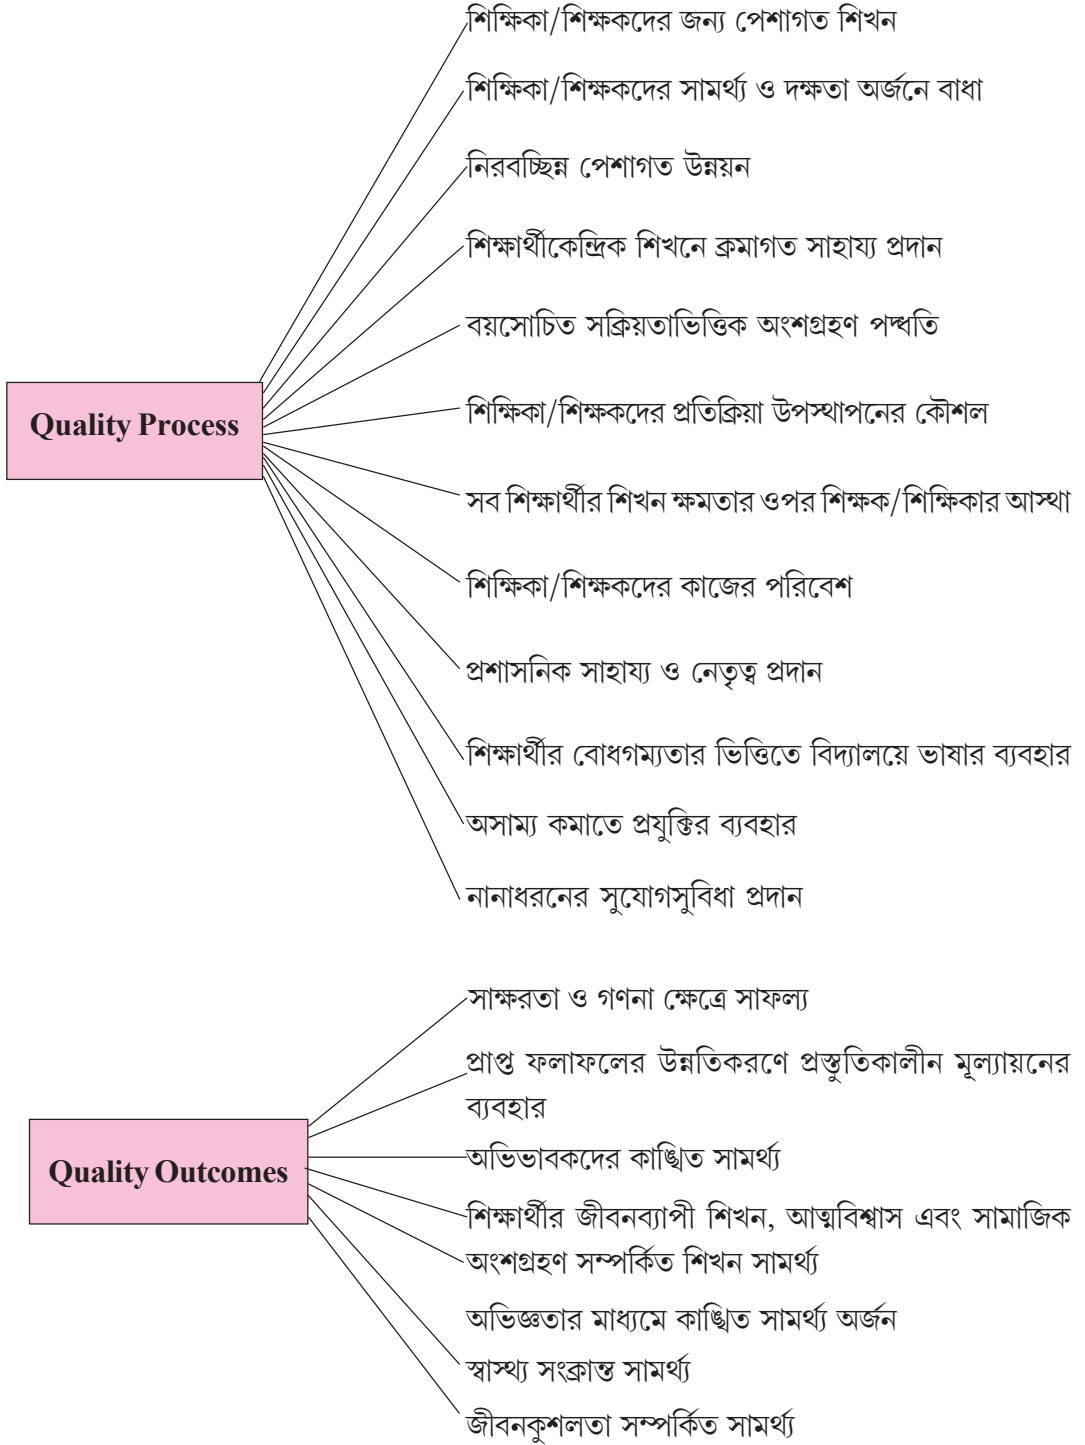 শিক্ষিকা/শিক্ষকদের জন্য পেশাগত শিখন
শিক্ষিকা/শিক্ষকদের সামর্থ্য ও দক্ষতা অর্জনে বাধা
নিরবচ্ছিন্ন পেশাগত উন্নয়ন
শিক্ষার্থীকেন্দ্রিক শিখনে ক্রমাগত সাহায্য প্রদান
বয়সোচিত সক্রিয়তাভিত্তিক অংশগ্রহণ পদ্ধতি
Quality Process
শিক্ষিকা/শিক্ষকদের প্রতিক্রিয়া উপস্থাপনের কৌশল
সব শিক্ষার্থীর শিখন ক্ষমতার ওপর শিক্ষক/শিক্ষিকার আস্থা
শিক্ষিকা/শিক্ষকদের কাজের পরিবেশ
প্রশাসনিক সাহায্য ও নেতৃত্ব প্রদান
শিক্ষার্থীর বোধগম্যতার ভিত্তিতে বিদ্যালয়ে ভাষার ব্যবহার
অসাম্য কমাতে প্রযুক্তির ব্যবহার
নানাধরনের সুযোগসুবিধা প্রদান
সাক্ষরতা ও গণনা ক্ষেত্রে সাফল্য
প্রাপ্ত ফলাফলের উন্নতিকরণে প্রস্তুতিকালীন মূল্যায়নের
ব্যবহার
অভিভাবকদের কাঙ্খিত সামর্থ্য
Quality Outcomes
শিক্ষার্থীর জীবনব্যাপী শিখন, আত্মবিশ্বাস এবং সামাজিক
অংশগ্রহণ সম্পর্কিত শিখন সামর্থ্য
অভিজ্ঞতার মাধ্যমে কাঙ্খিত সামর্থ্য অর্জন
স্বাস্থ্য সংক্রান্ত সামর্থ্য
জীবনকুশলতা সম্পর্কিত সামর্থ্য